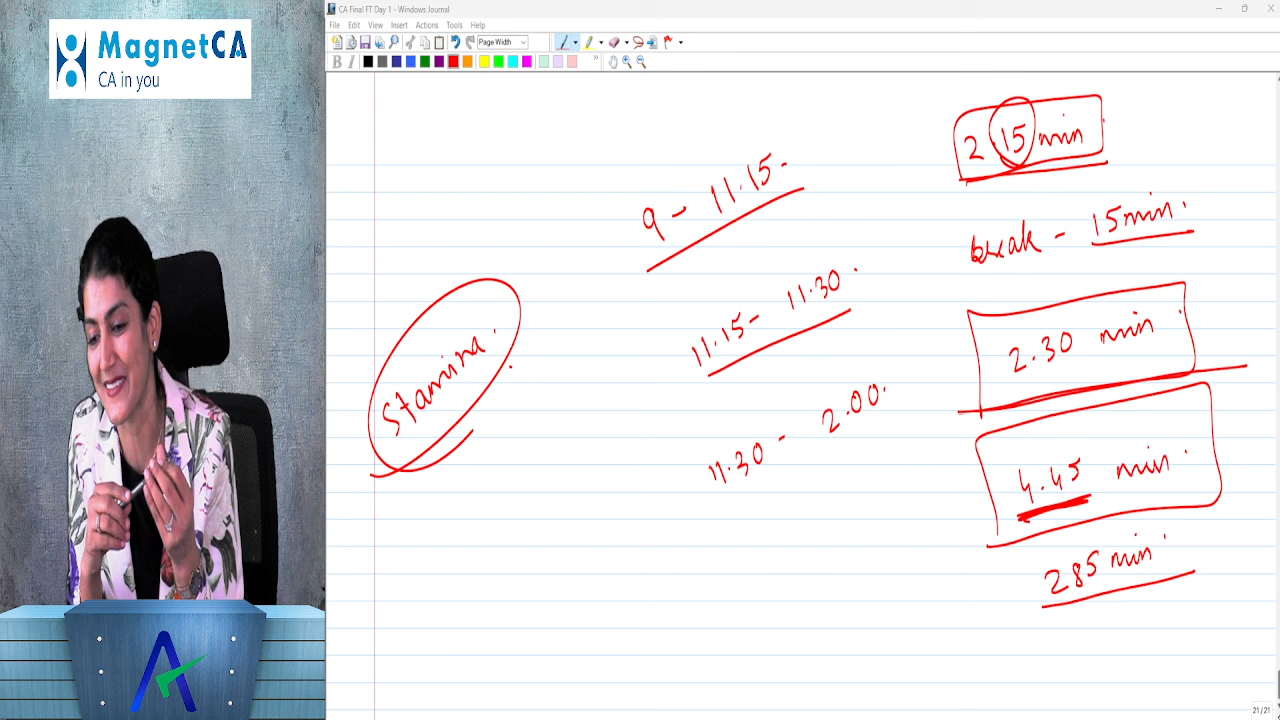 MagnetCA
CA in you
CA Final FT Day 1 - Windows Journal
File Edit View Insert Actions Tools Help
Page Width
B I
9 - 11.15.
11.15 - 11.30.
11.30 - 2.00.
Stamina.
2.15 min
break - 15 min.
2.30 min.
4.45 min.
285 min.
21/21